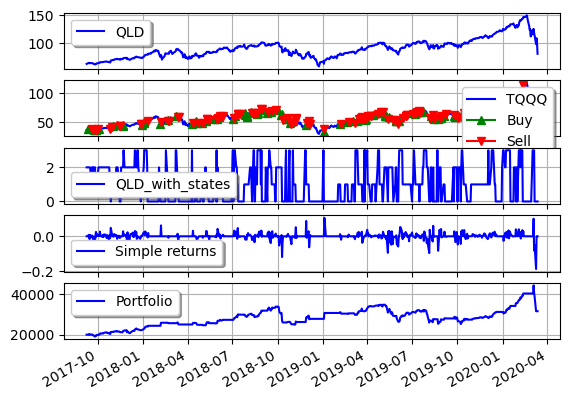 150
100
QLD
100
50
TQQQ
Buy
Sell
2
0
QLD_with_states
0.0
−0.2
Simple returns
40000
20000
Portfolio
2017-10 2018-01 2018-04 2018-07 2018-10 2019-01 2019-04 2019-07 2019-10 2020-01 2020-04